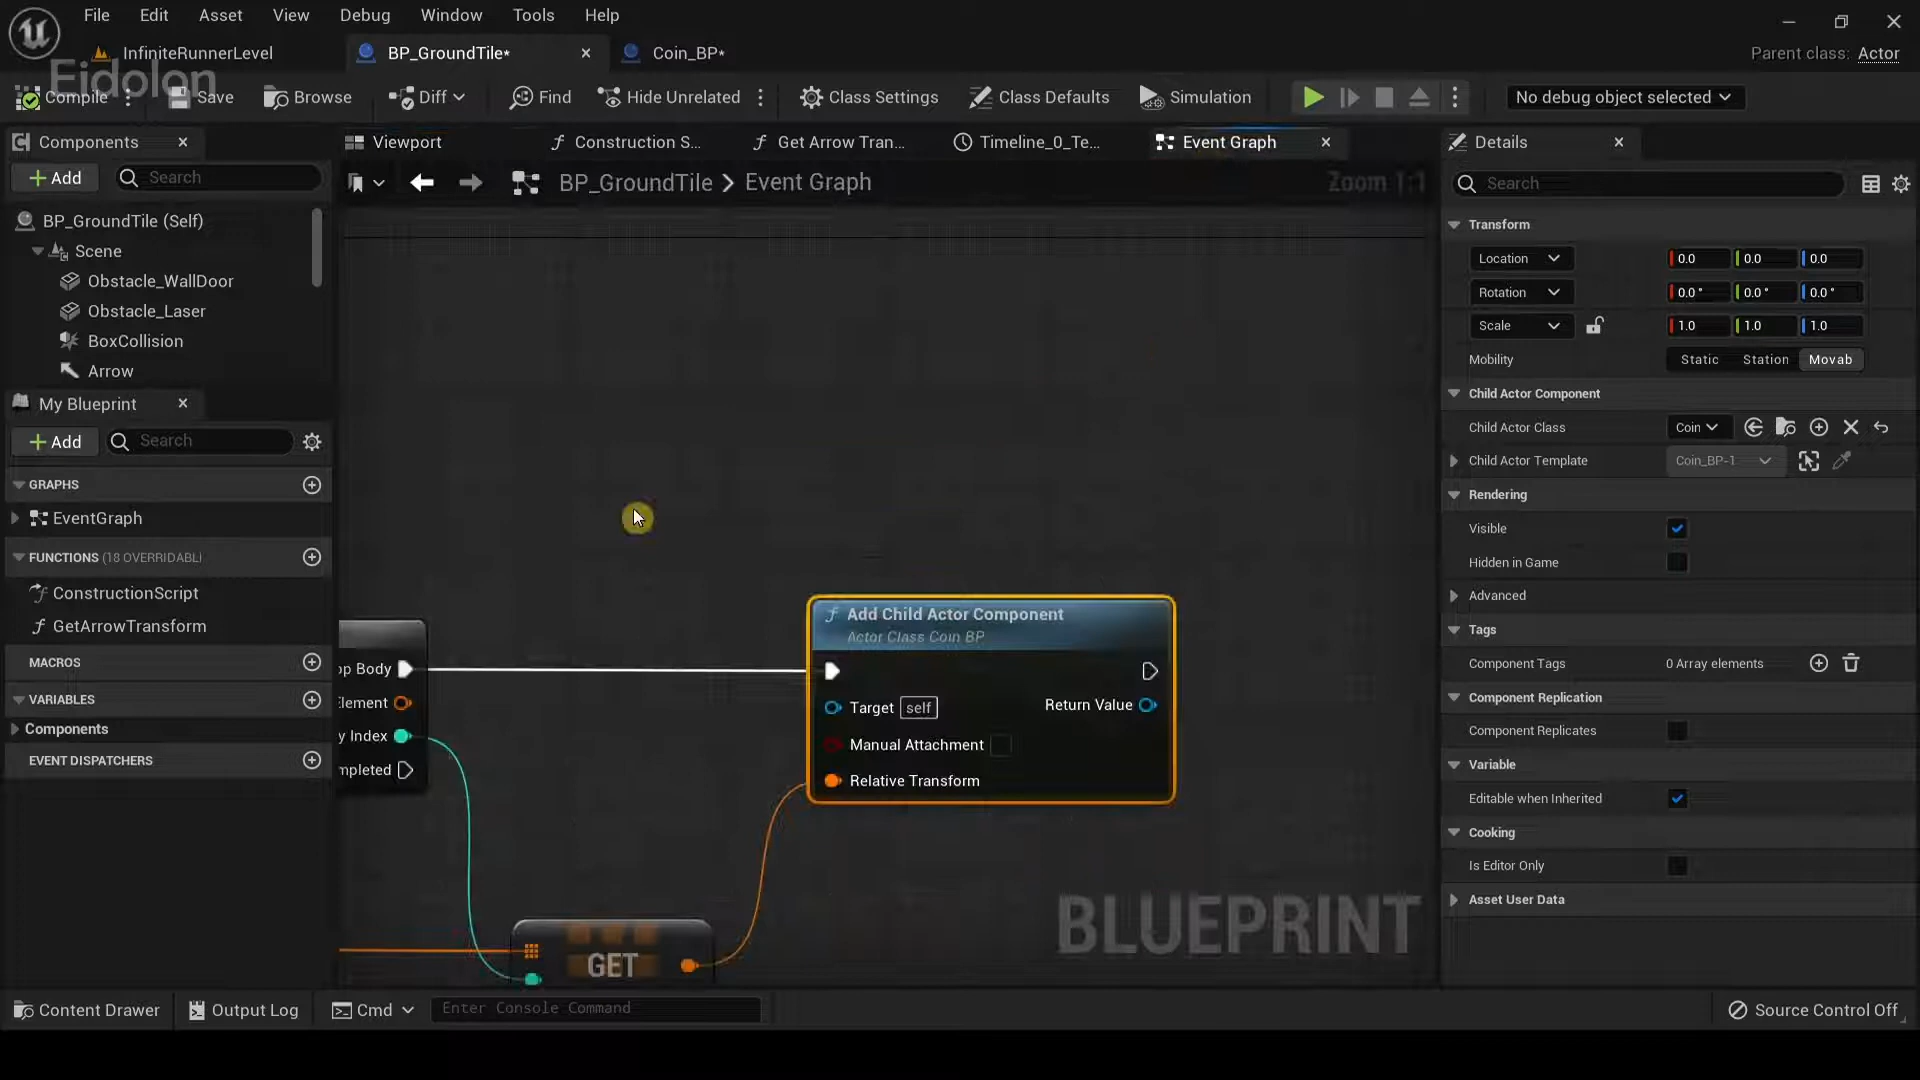 File Edit Asset View Debug Window Tools Help
InfiniteRunnerLevel BP_GroundTile* Coin_BP* Parent class: Actor
Eidolon
Compile Save Browse Diff Find Hide Unrelated Class Settings Class Defaults Simulation No debug object selected
Components Viewport Construction S... Get Arrow Tran... Timeline_0_Te... Event Graph Details
Add Search BP_GroundTile > Event Graph Zoom 1:1 Search
BP_GroundTile (Self)
Scene
Obstacle_WallDoor
Obstacle_Laser
BoxCollision
Arrow
My Blueprint
Add Search
GRAPHS
EventGraph
FUNCTIONS (18 OVERRIDABL
ConstructionScript
GetArrowTransform
MACROS
VARIABLES
Components
EVENT DISPATCHERS
op Body
Element
y Index
mpleted
GET
Add Child Actor Component
Actor Class Coin BP
Target self
Return Value
Manual Attachment
Relative Transform
BLUEPRINT
Transform
Location 0.0 0.0 0.0
Rotation 0.0° 0.0° 0.0°
Scale 1.0 1.0 1.0
Mobility Static Station Movab
Child Actor Component
Child Actor Class Coin
Child Actor Template Coin_BP-1
Rendering
Visible
Hidden in Game
Advanced
Tags
Component Tags 0 Array elements
Component Replication
Component Replicates
Variable
Editable when Inherited
Cooking
Is Editor Only
Asset User Data
Content Drawer Output Log Cmd Enter Console Command Source Control Off